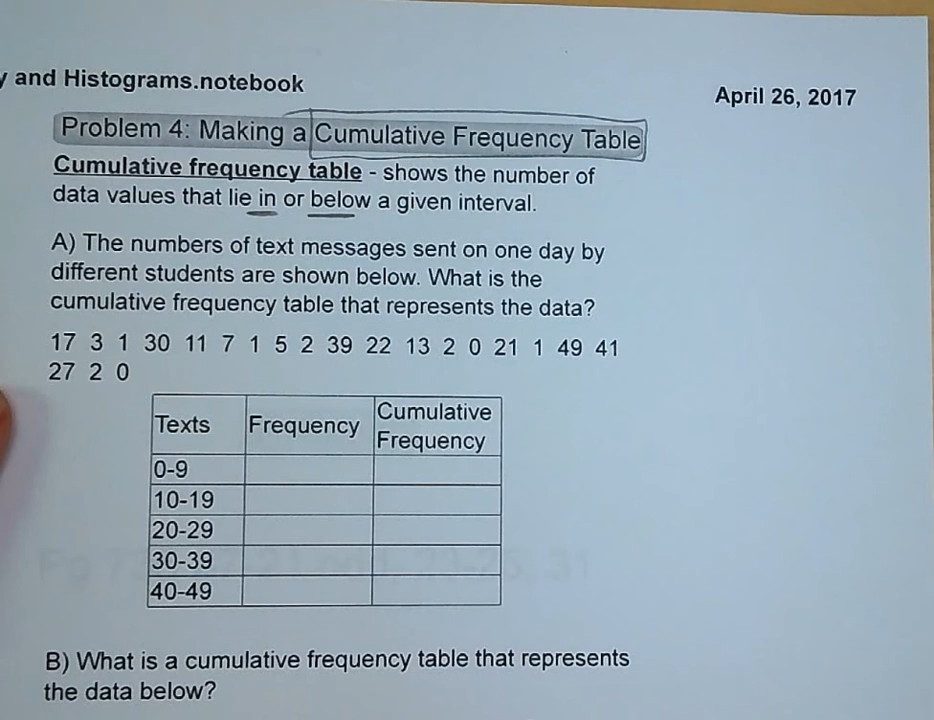 and Histograms.notebook
April 26, 2017
Problem 4: Making a Cumulative Frequency Table
Cumulative frequency table - shows the number of
data values that lie in or below a given interval.
A) The numbers of text messages sent on one day by
different students are shown below. What is the
cumulative frequency table that represents the data?
17 3 1 30 11 7 1 5 2 39 22 13 2 0 21 1 49 41
27 2 0
Texts Frequency Cumulative Frequency
0-9
10-19
20-29
30-39
40-49
B) What is a cumulative frequency table that represents
the data below?